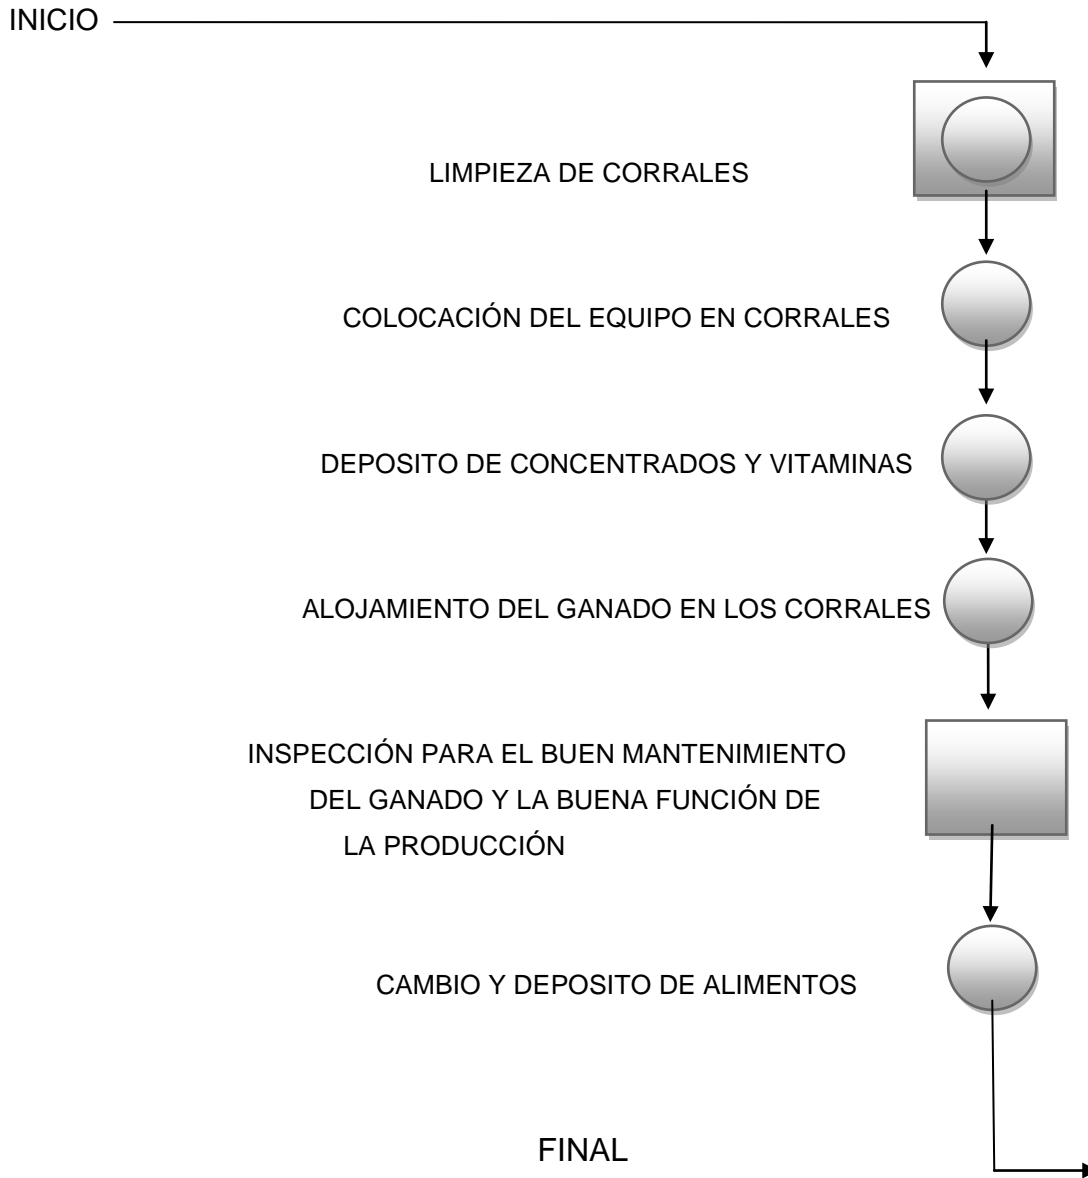 INICIO
LIMPIEZA DE CORRALES
COLOCACIÓN DEL EQUIPO EN CORRALES
DEPOSITO DE CONCENTRADOS Y VITAMINAS
ALOJAMIENTO DEL GANADO EN LOS CORRALES
INSPECCIÓN PARA EL BUEN MANTENIMIENTO
DEL GANADO Y LA BUENA FUNCIÓN DE
LA PRODUCCIÓN
CAMBIO Y DEPOSITO DE ALIMENTOS
FINAL